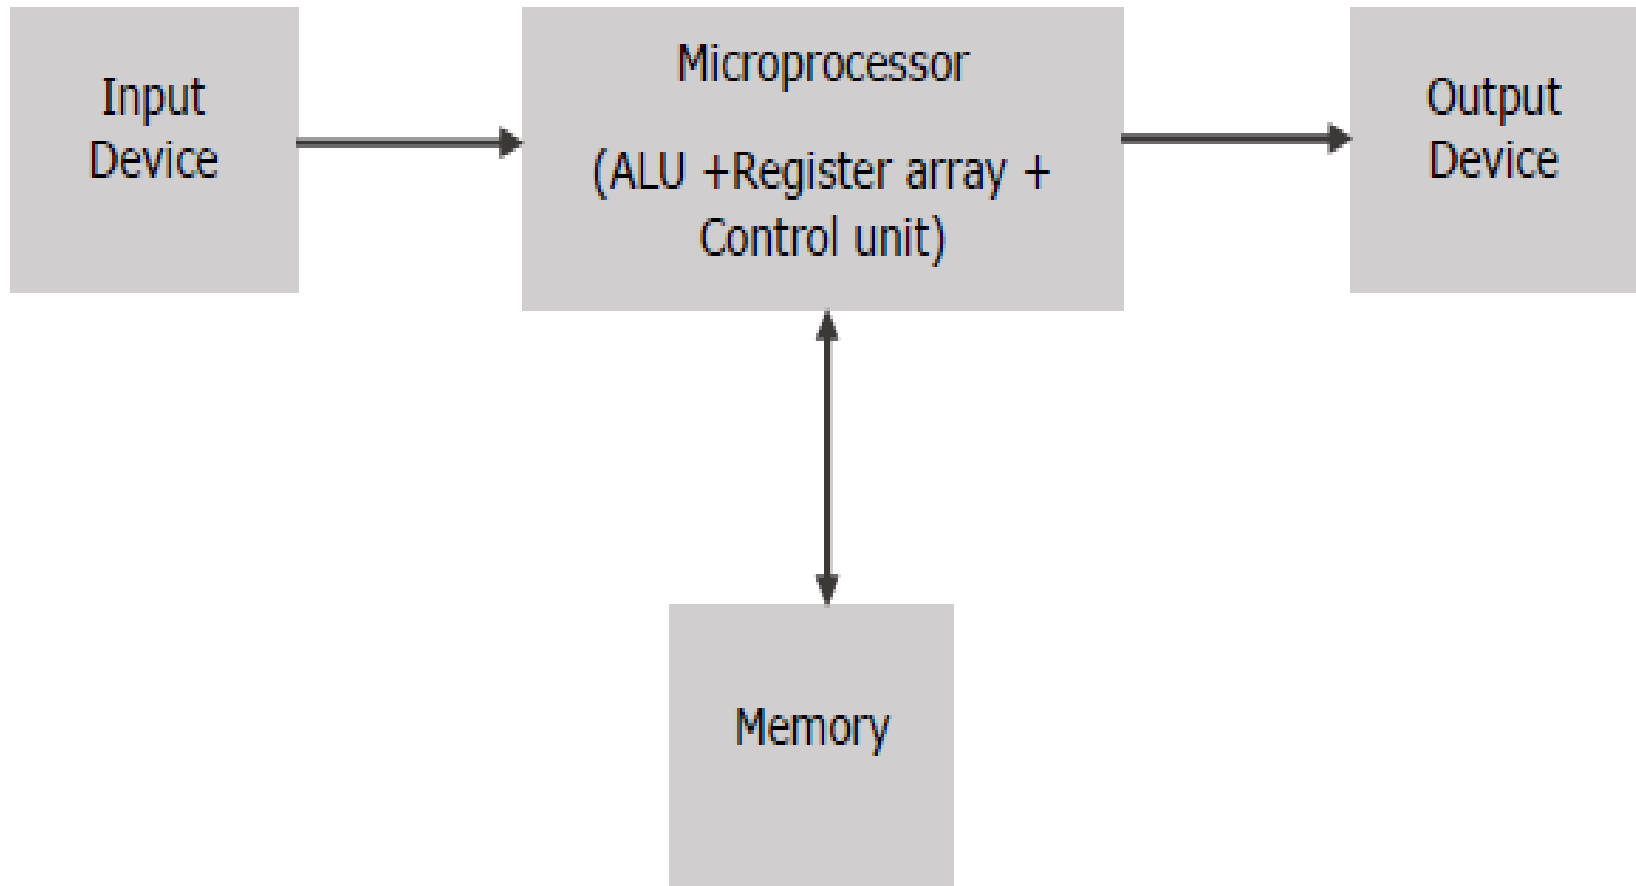 Input
Device
Microprocessor
(ALU +Register array +
Control unit)
Output
Device
Memory